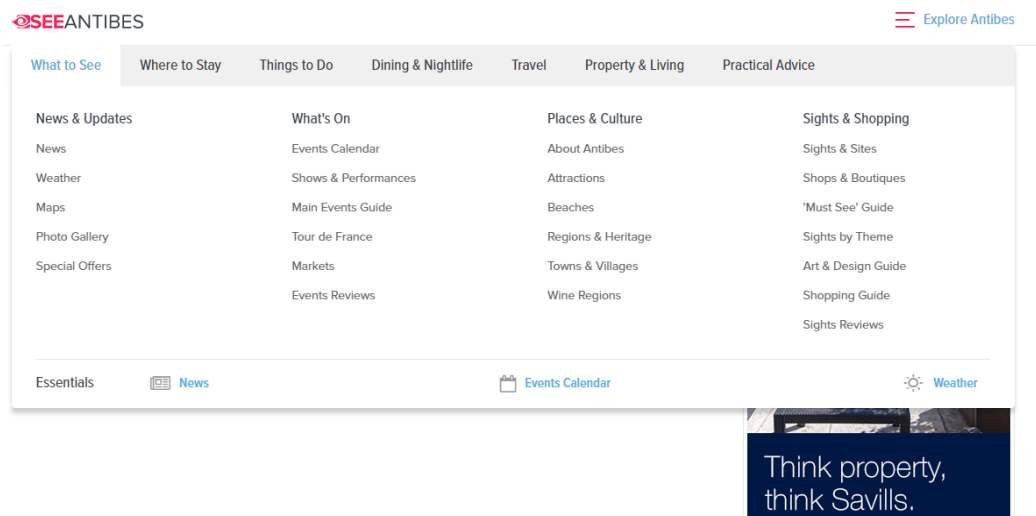 SEEANTIBES
Explore Antibes
What to See Where to Stay Things to Do Dining & Nightlife Travel Property & Living Practical Advice
News & Updates
News
Weather
Maps
Photo Gallery
Special Offers
What's On
Events Calendar
Shows & Performances
Main Events Guide
Tour de France
Markets
Events Reviews
Places & Culture
About Antibes
Attractions
Beaches
Regions & Heritage
Towns & Villages
Wine Regions
Sights & Shopping
Sights & Sites
Shops & Boutiques
'Must See' Guide
Sights by Theme
Art & Design Guide
Shopping Guide
Sights Reviews
Essentials News Events Calendar Weather
Think property,
think Savills.